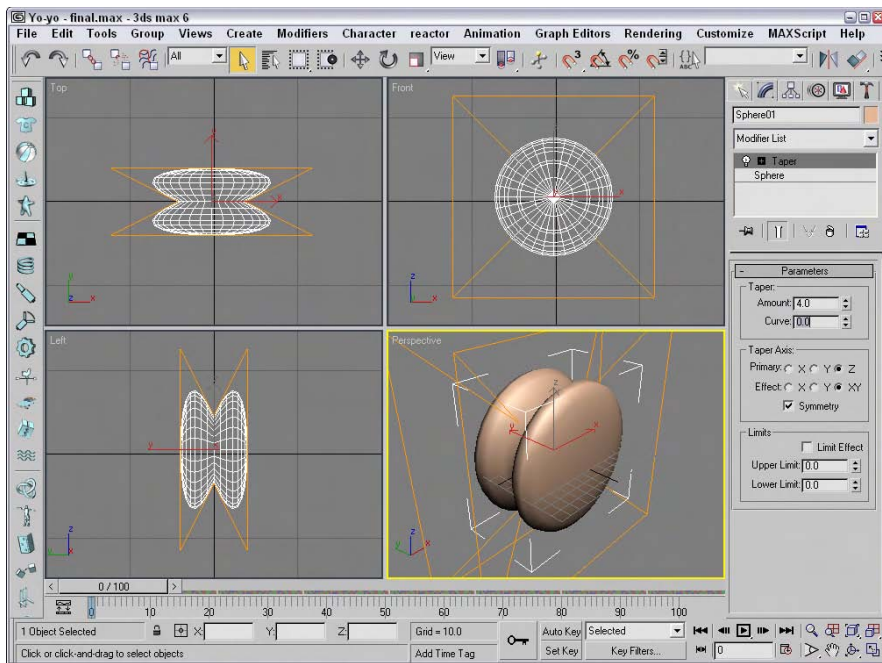 Yo-yo - final.max - 3ds max 6
File Edit Tools Group Views Create Modifiers Character reactor Animation Graph Editors Rendering Customize MAXScript Help
All
View
3
%
ABC
Top
y
x
y
z x
Front
y x
z
x
Sphere01
Modifier List
Taper
Sphere
- Parameters
Taper:
Amount: 4.0
Curve: 0.0
Taper Axis:
Primary: X Y Z
Effect: X Y XY
Symmetry
Limits
Limit Effect
Upper Limit: 0.0
Lower Limit: 0.0
Left
y
z
y
Perspective
z
y x
z
y x
< 0 / 100 >
0 10 20 30 40 50 60 70 80 90 100
1 Object Selected X: Y: Z: Grid = 10.0 Auto Key Selected
Click or click-and-drag to select objects Add Time Tag Set Key Key Filters... 0